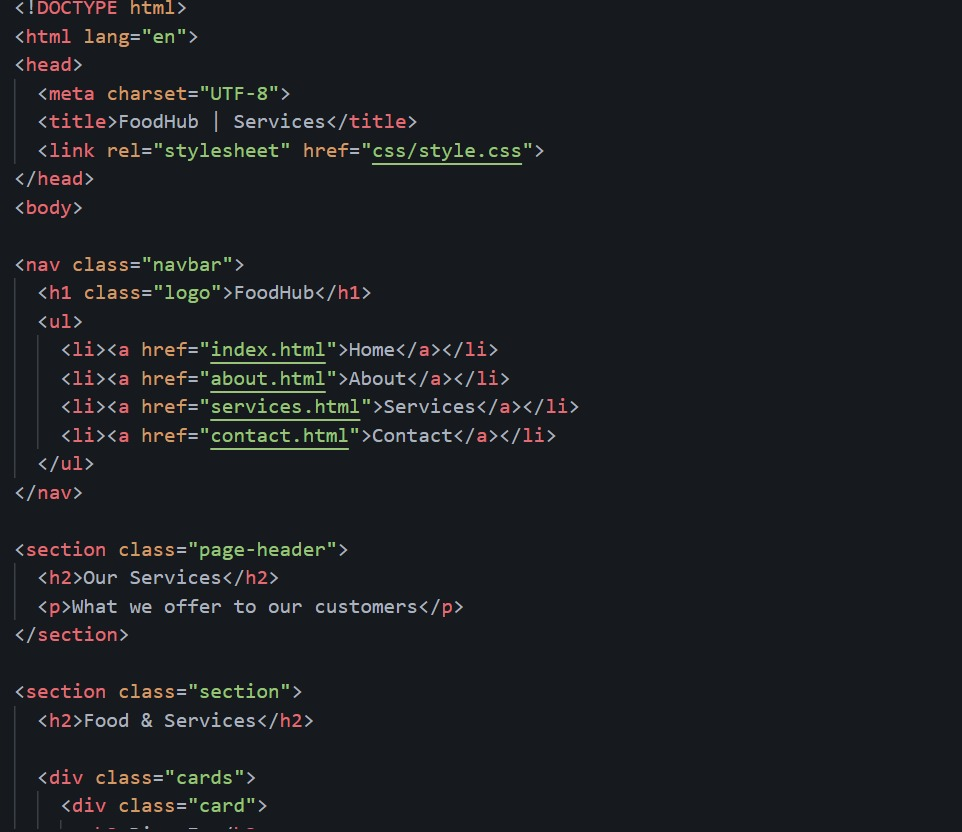 <!DOCTYPE html>
<html lang="en">
<head>
  <meta charset="UTF-8">
  <title>FoodHub | Services</title>
  <link rel="stylesheet" href="css/style.css">
</head>
<body>

<nav class="navbar">
  <h1 class="logo">FoodHub</h1>
  <ul>
    <li><a href="index.html">Home</a></li>
    <li><a href="about.html">About</a></li>
    <li><a href="services.html">Services</a></li>
    <li><a href="contact.html">Contact</a></li>
  </ul>
</nav>

<section class="page-header">
  <h2>Our Services</h2>
  <p>What we offer to our customers</p>
</section>

<section class="section">
  <h2>Food & Services</h2>

  <div class="cards">
    <div class="card">